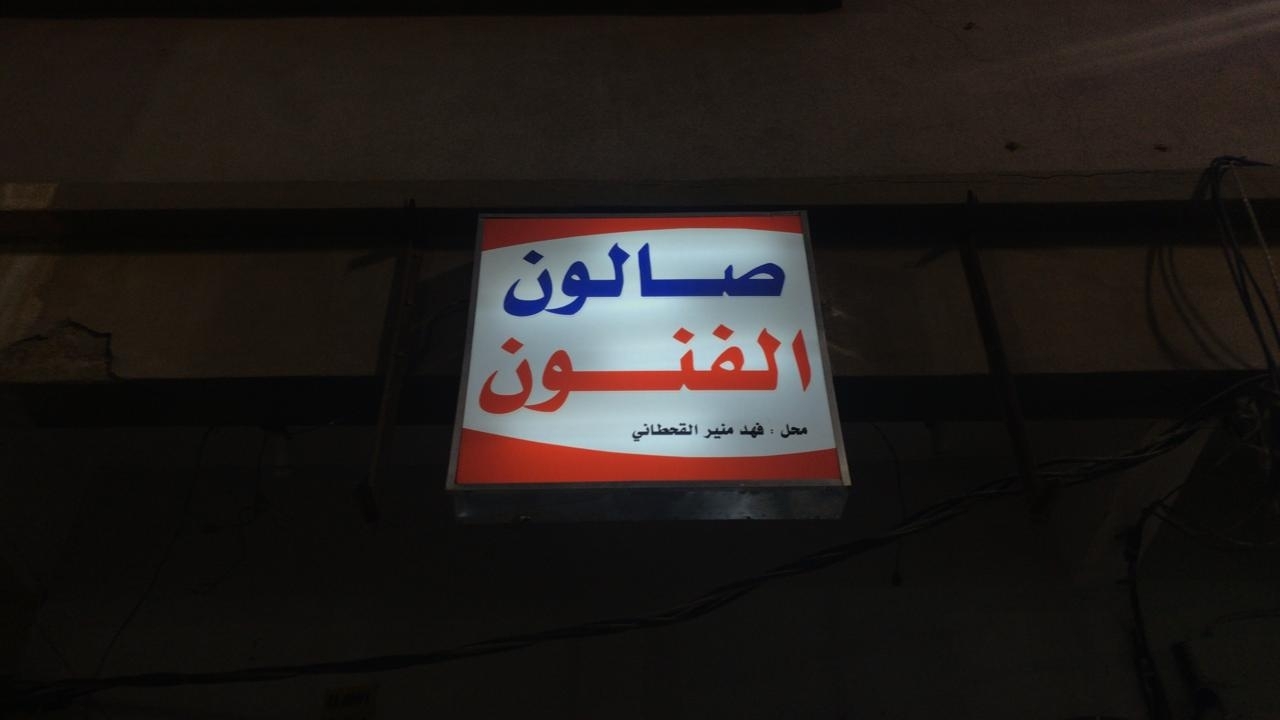 صالون
الفنون
محل : فهد منير القحطاني